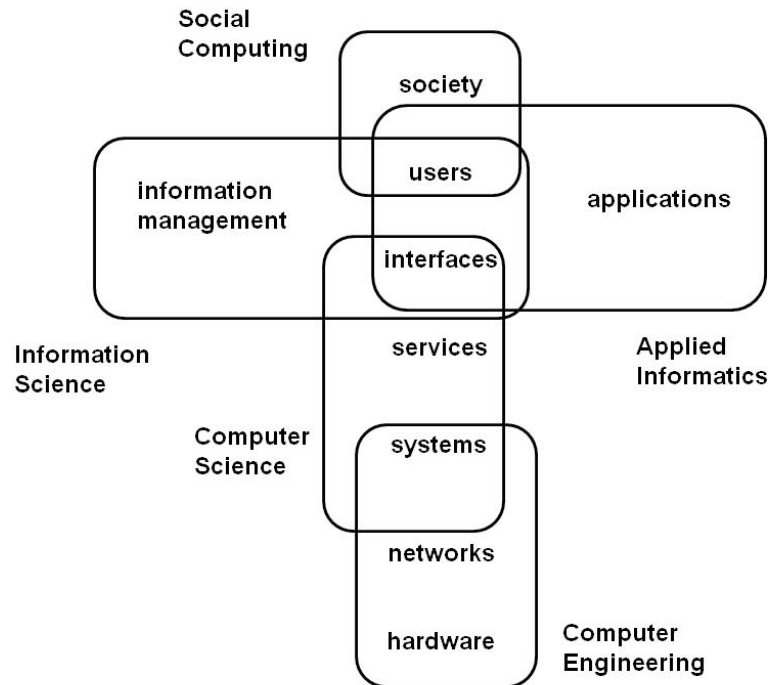 Social
Computing
society
users
information
management
applications
interfaces
Information
Science
services
Applied
Informatics
Computer
Science
systems
networks
hardware
Computer
Engineering